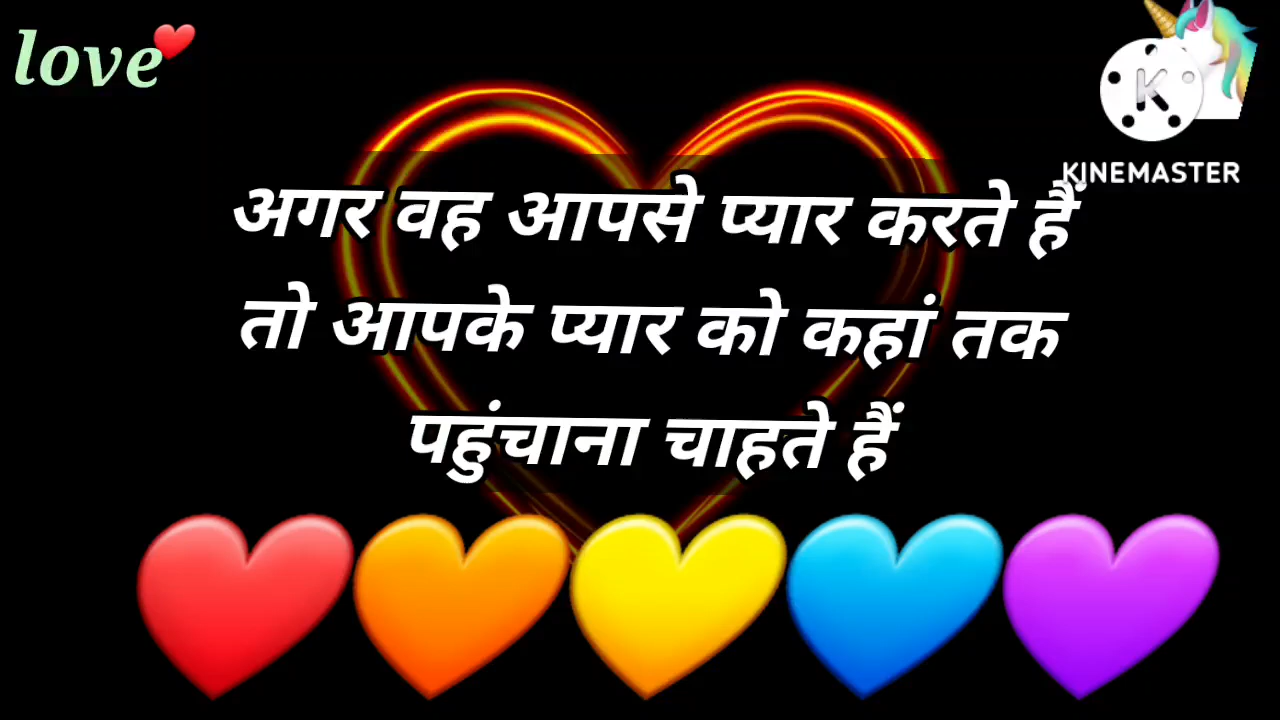 love
KINEMASTER
अगर वह आपसे प्यार करते हैं
तो आपके प्यार को कहां तक
पहुंचाना चाहते हैं